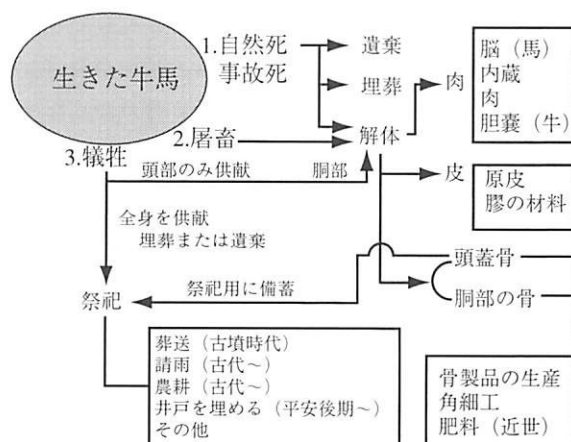 生きた牛馬
1.自然死
事故死
遺棄
埋葬
2.屠畜
解体
3.犠牲
頭部のみ供献
胴部
肉
脳（馬）
内蔵
肉
胆嚢（牛）
皮
原皮
膠の材料
全身を供献
埋葬または遺棄
頭蓋骨
祭祀用に備蓄
祭祀
胴部の骨
葬送（古墳時代）
請雨（古代～）
農耕（古代～）
井戸を埋める（平安後期～）
その他
骨製品の生産
角細工
肥料（近世）